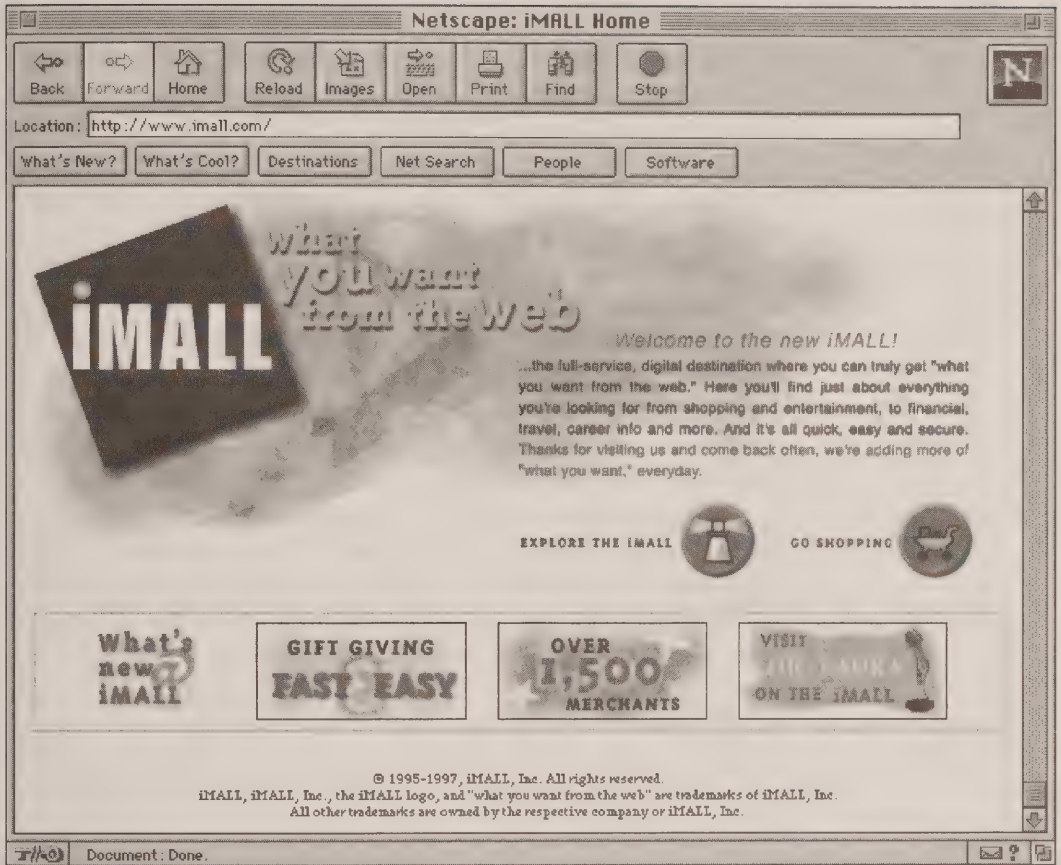 Netscape: iMALL Home
Back Forward Home Reload Images Open Print Find Stop
N
Location: http://www.imall.com/
What's New? What's Cool? Destinations Net Search People Software
what
you want
from the web
iMALL
Welcome to the new iMALL!
...the full-service, digital destination where you can truly get "what
you want from the web." Here you'll find just about everything
you're looking for from shopping and entertainment, to financial,
travel, career info and more. And it's all quick, easy and secure.
Thanks for visiting us and come back often, we're adding more of
"what you want," everyday.
EXPLORE THE iMALL GO SHOPPING
What's
new@
iMALL
GIFT GIVING
FAST & EASY
OVER
1,500
MERCHANTS
VISIT
ON THE iMALL
© 1995-1997, iMALL, Inc. All rights reserved.
iMALL, iMALL, Inc., the iMALL logo, and "what you want from the web" are trademarks of iMALL, Inc.
All other trademarks are owned by the respective company or iMALL, Inc.
Document: Done.